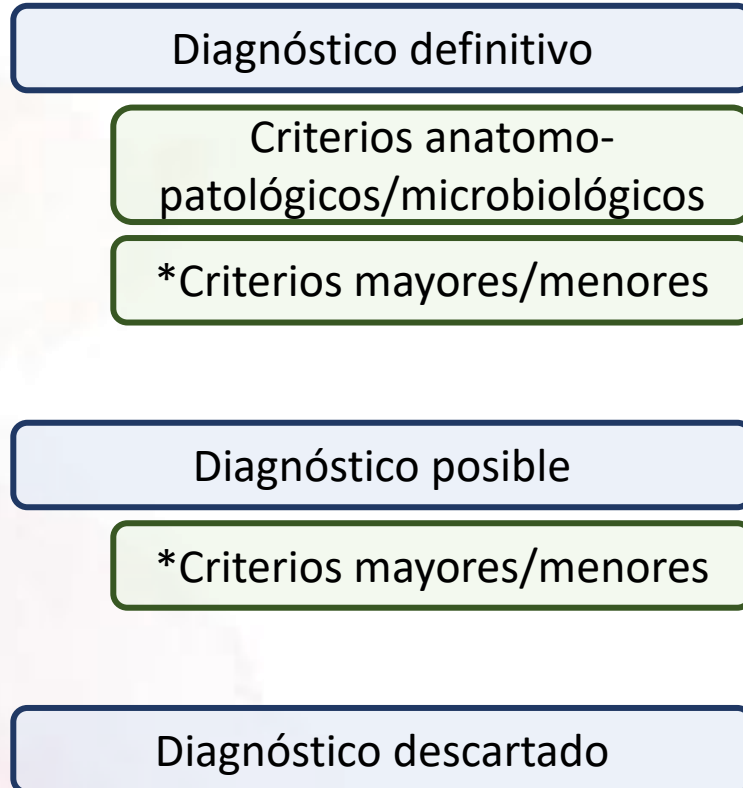 Diagnóstico definitivo
Criterios anatomo-
patológicos/microbiológicos
*Criterios mayores/menores
Diagnóstico posible
*Criterios mayores/menores
Diagnóstico descartado